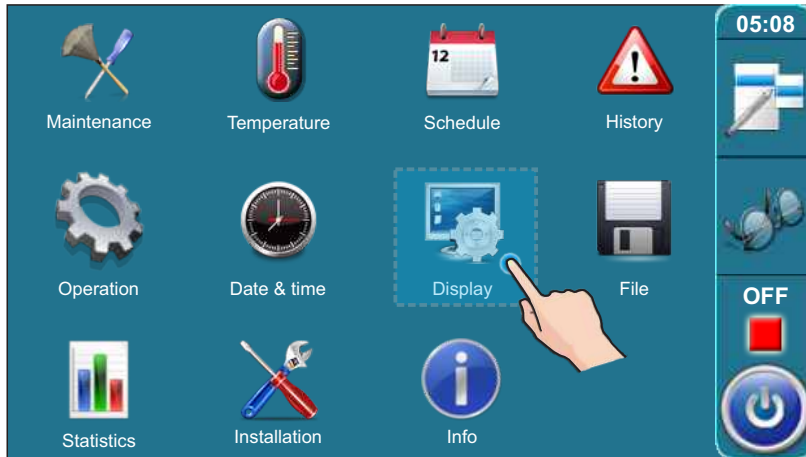 05:08
Maintenance
Temperature
Schedule
12
History
Operation
Date & time
Display
File
OFF
Statistics
Installation
Info